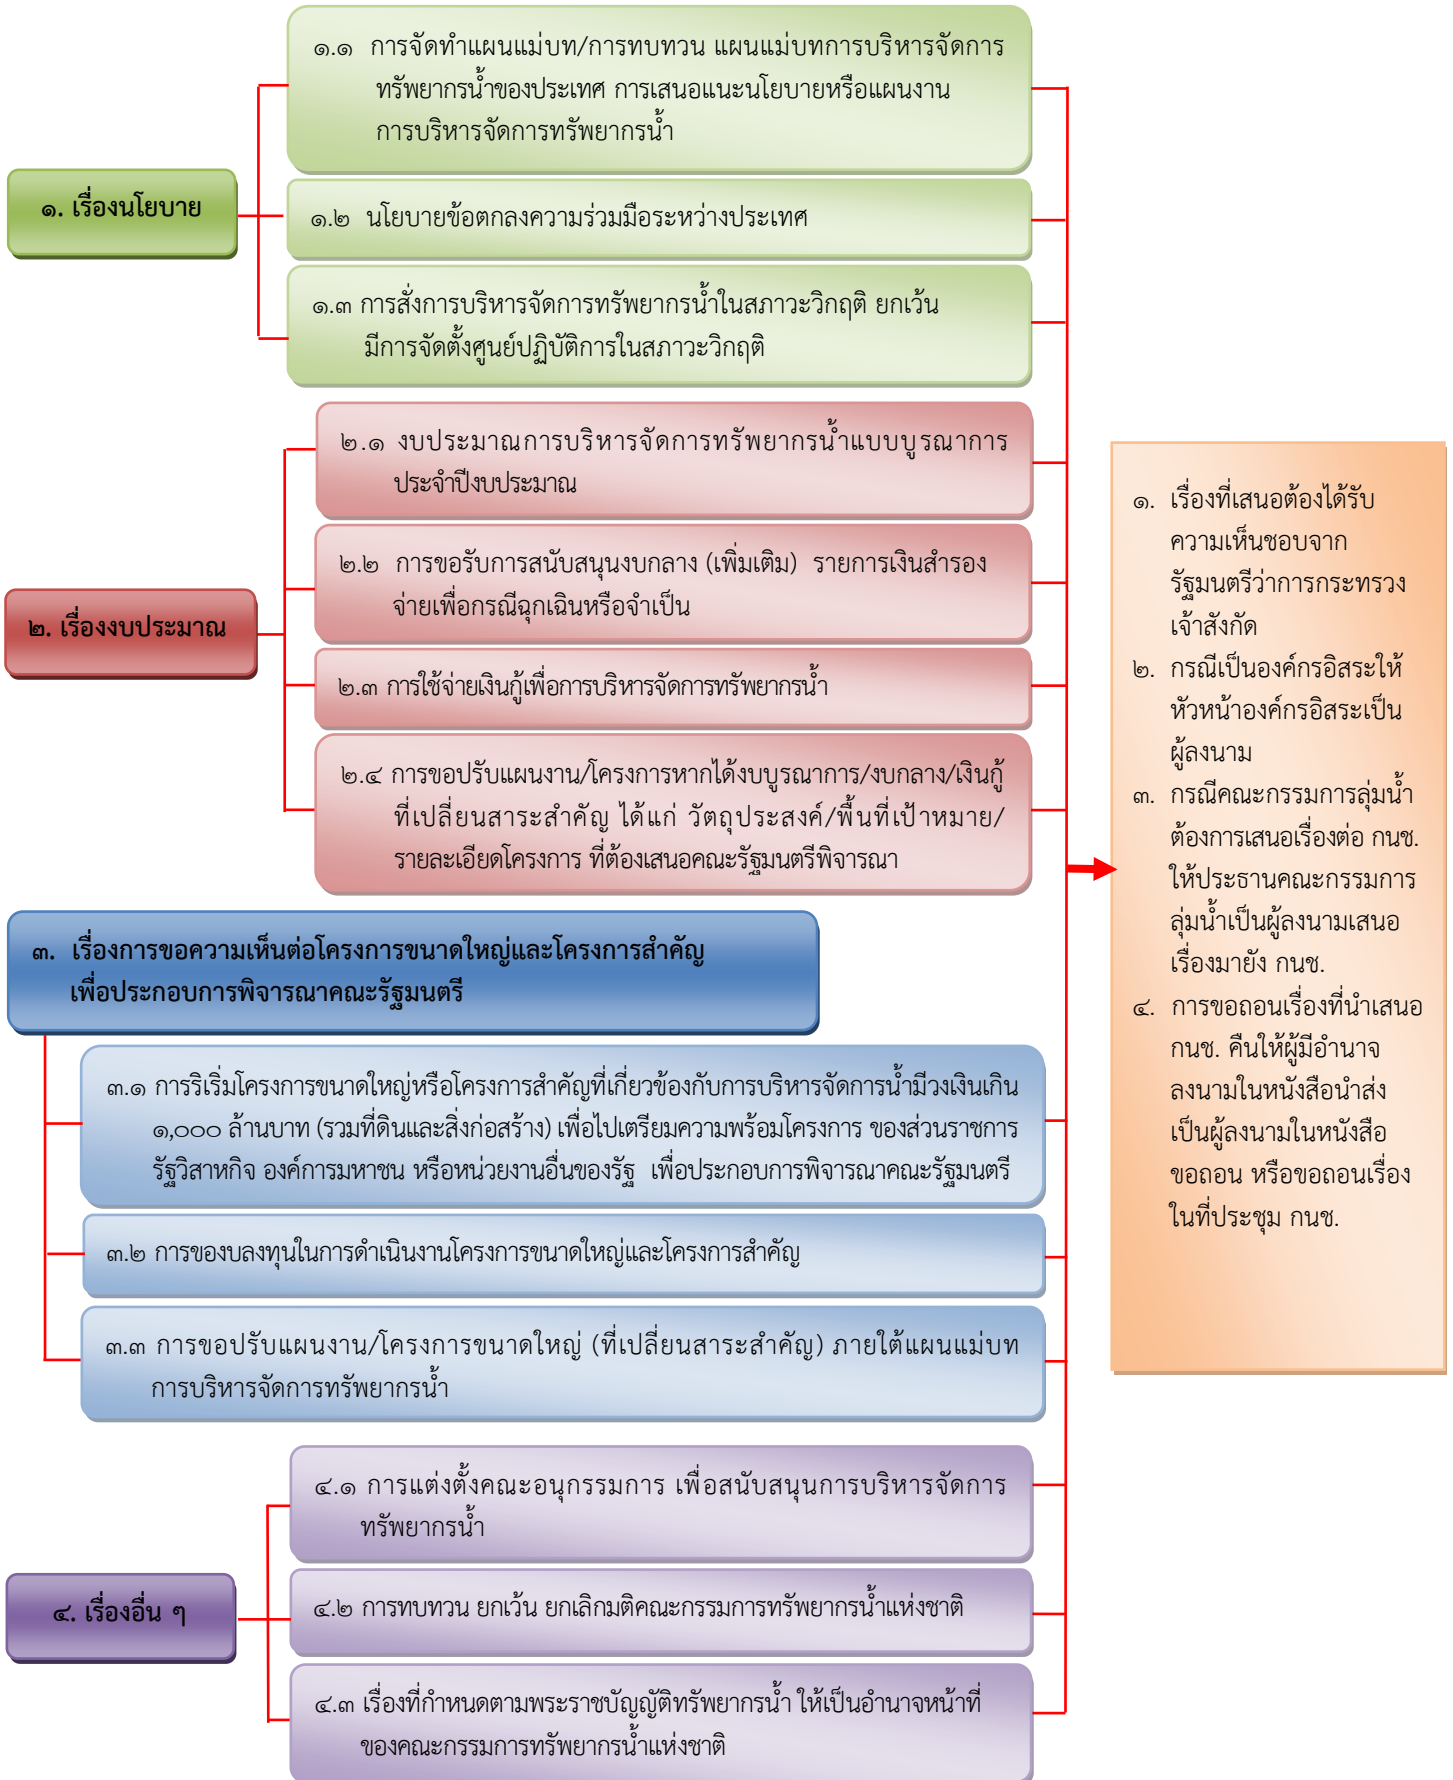 ๑. เรื่องนโยบาย
๑.๑ การจัดทำแผนแม่บท/การทบทวน แผนแม่บทการบริหารจัดการ
ทรัพยากรน้ำของประเทศ การเสนอแนะนโยบายหรือแผนงาน
การบริหารจัดการทรัพยากรน้ำ
๑.๒ นโยบายข้อตกลงความร่วมมือระหว่างประเทศ
๑.๓ การสั่งการบริหารจัดการทรัพยากรน้ำในสภาวะวิกฤติ ยกเว้น
มีการจัดตั้งศูนย์ปฏิบัติการในสภาวะวิกฤติ
๒. เรื่องงบประมาณ
๒.๑ งบประมาณการบริหารจัดการทรัพยากรน้ำแบบบูรณาการ
ประจำปีงบประมาณ
๒.๒ การขอรับการสนับสนุนงบกลาง (เพิ่มเติม) รายการเงินสำรอง
จ่ายเพื่อกรณีฉุกเฉินหรือจำเป็น
๒.๓ การใช้จ่ายเงินกู้เพื่อการบริหารจัดการทรัพยากรน้ำ
๒.๔ การขอปรับแผนงาน/โครงการหากได้งบบูรณาการ/งบกลาง/เงินกู้
ที่เปลี่ยนสาระสำคัญ ได้แก่ วัตถุประสงค์/พื้นที่เป้าหมาย/
รายละเอียดโครงการ ที่ต้องเสนอคณะรัฐมนตรีพิจารณา
๓. เรื่องการขอความเห็นต่อโครงการขนาดใหญ่และโครงการสำคัญ
เพื่อประกอบการพิจารณาคณะรัฐมนตรี
๓.๑ การริเริ่มโครงการขนาดใหญ่หรือโครงการสำคัญที่เกี่ยวข้องกับการบริหารจัดการน้ำมีวงเงินเกิน
๑,๐๐๐ ล้านบาท (รวมที่ดินและสิ่งก่อสร้าง) เพื่อไปเตรียมความพร้อมโครงการ ของส่วนราชการ
รัฐวิสาหกิจ องค์การมหาชน หรือหน่วยงานอื่นของรัฐ เพื่อประกอบการพิจารณาคณะรัฐมนตรี
๓.๒ การของบลงทุนในการดำเนินงานโครงการขนาดใหญ่และโครงการสำคัญ
๓.๓ การขอปรับแผนงาน/โครงการขนาดใหญ่ (ที่เปลี่ยนสาระสำคัญ) ภายใต้แผนแม่บท
การบริหารจัดการทรัพยากรน้ำ
๔. เรื่องอื่น ๆ
๔.๑ การแต่งตั้งคณะอนุกรรมการ เพื่อสนับสนุนการบริหารจัดการ
ทรัพยากรน้ำ
๔.๒ การทบทวน ยกเว้น ยกเลิกมติคณะกรรมการทรัพยากรน้ำแห่งชาติ
๔.๓ เรื่องที่กำหนดตามพระราชบัญญัติทรัพยากรน้ำ ให้เป็นอำนาจหน้าที่
ของคณะกรรมการทรัพยากรน้ำแห่งชาติ
๑. เรื่องที่เสนอต้องได้รับ
ความเห็นชอบจาก
รัฐมนตรีว่าการกระทรวง
เจ้าสังกัด
๒. กรณีเป็นองค์กรอิสระให้
หัวหน้าองค์กรอิสระเป็น
ผู้ลงนาม
๓. กรณีคณะกรรมการลุ่มน้ำ
ต้องการเสนอเรื่องต่อ กนช.
ให้ประธานคณะกรรมการ
ลุ่มน้ำเป็นผู้ลงนามเสนอ
เรื่องมายัง กนช.
๔. การขอถอนเรื่องที่นำเสนอ
กนช. คืนให้ผู้มีอำนาจ
ลงนามในหนังสือนำส่ง
เป็นผู้ลงนามในหนังสือ
ขอถอน หรือขอถอนเรื่อง
ในที่ประชุม กนช.